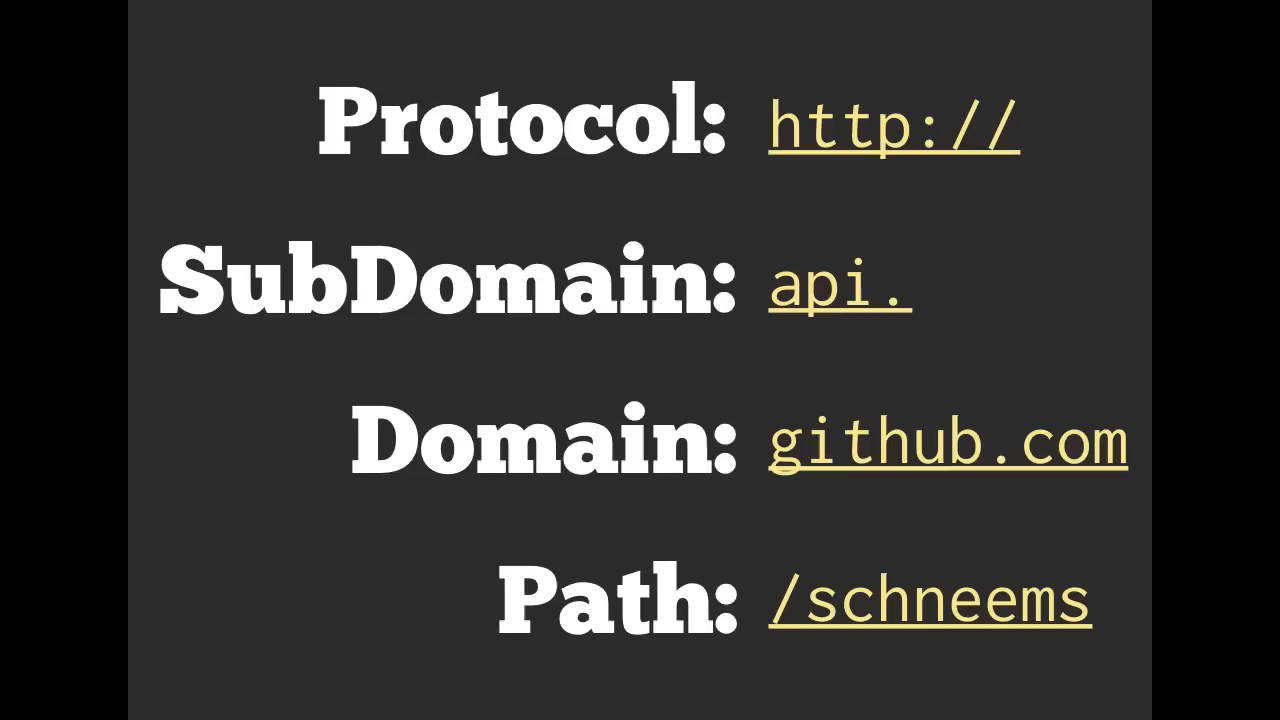 Protocol: http://
SubDomain: api.
Domain: github.com
Path: /schneems